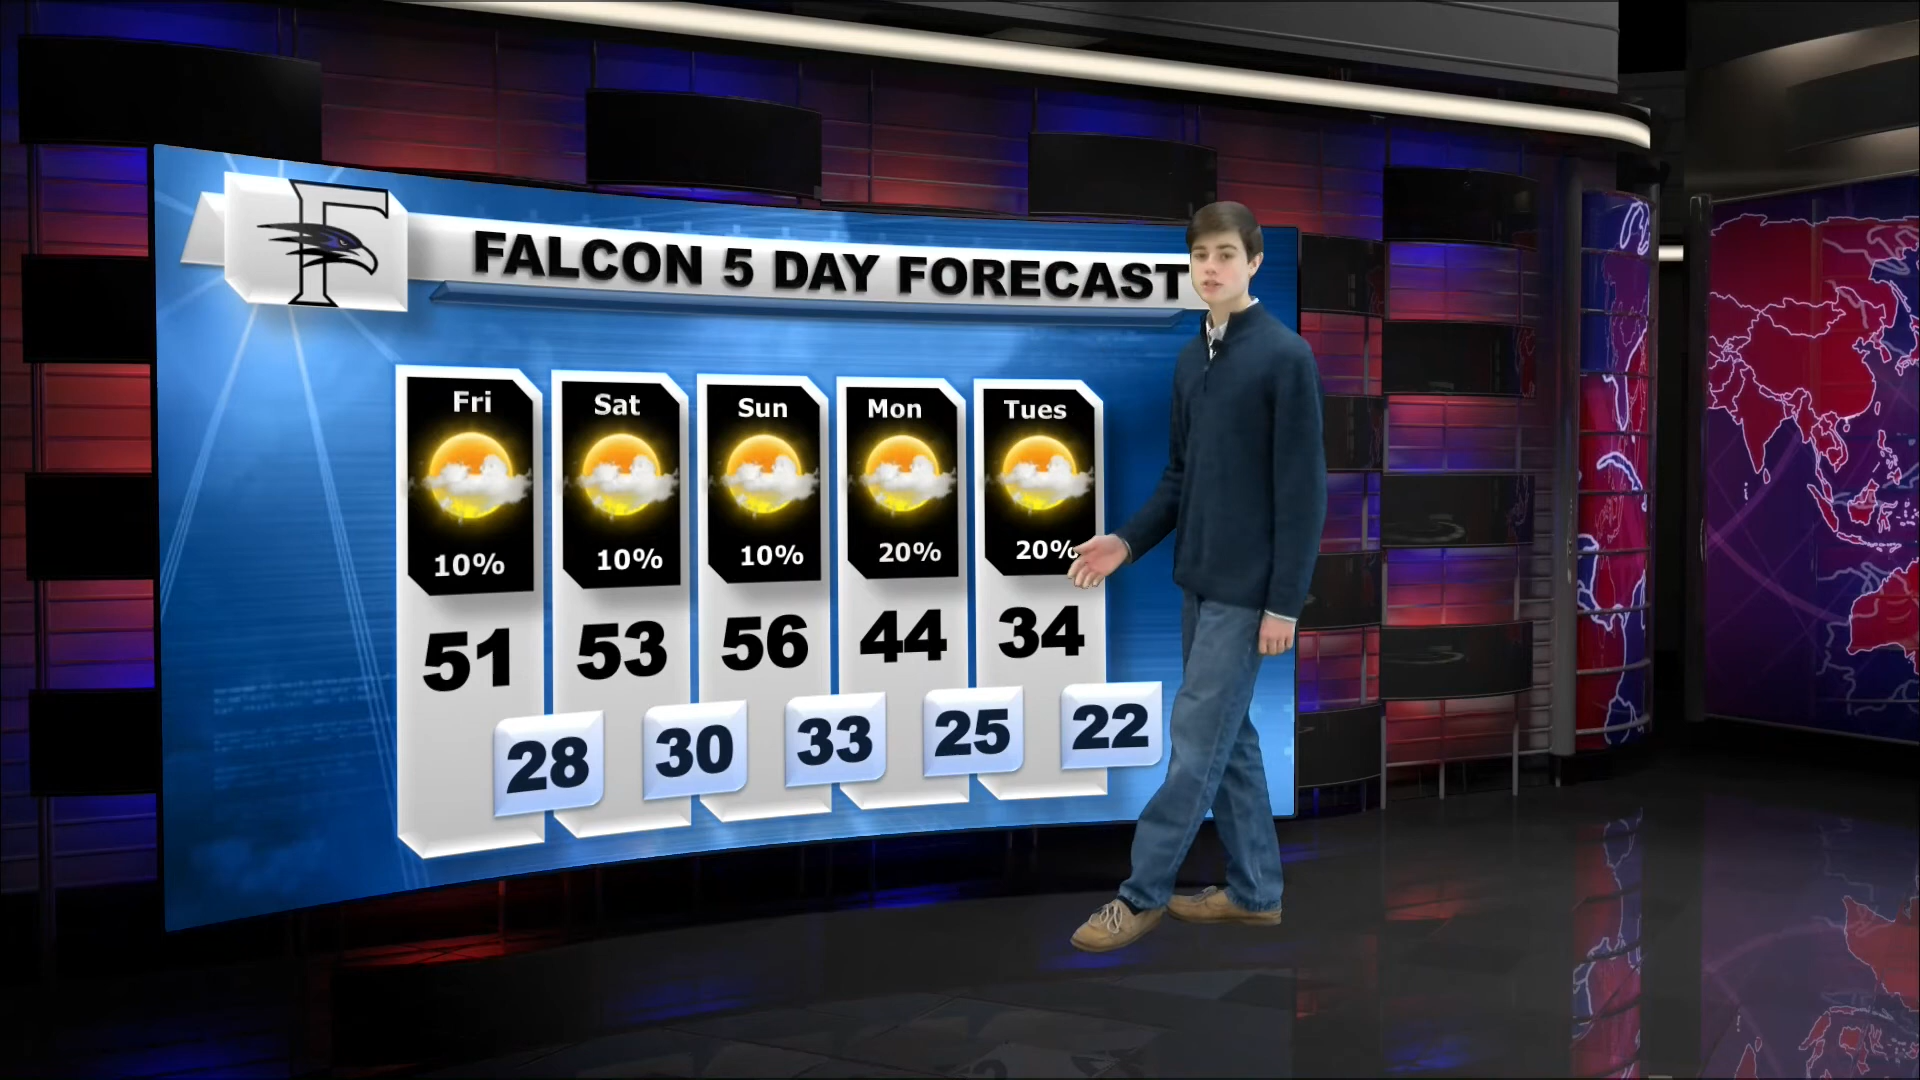 F
FALCON 5 DAY FORECAST
Fri Sat Sun Mon Tues
10% 10% 10% 20% 20%
51 53 56 44 34
28 30 33 25 22